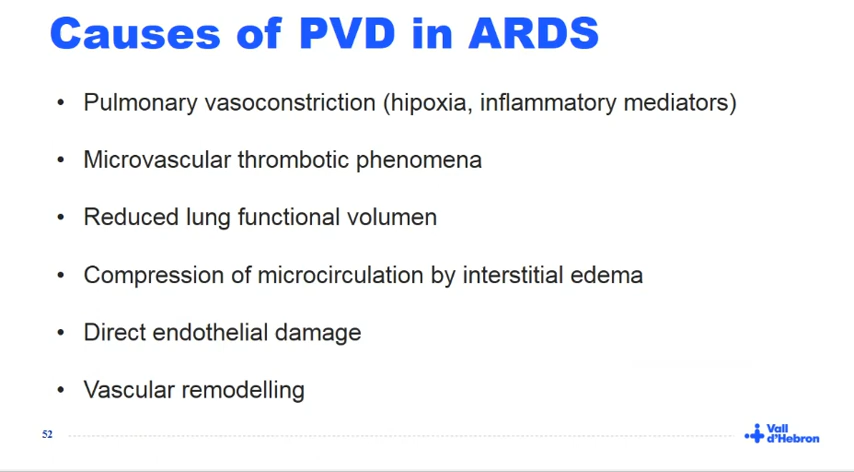 Causes of PVD in ARDS
• Pulmonary vasoconstriction (hipoxia, inflammatory mediators)
• Microvascular thrombotic phenomena
• Reduced lung functional volumen
• Compression of microcirculation by interstitial edema
• Direct endothelial damage
• Vascular remodelling
52
Vall
d'Hebron